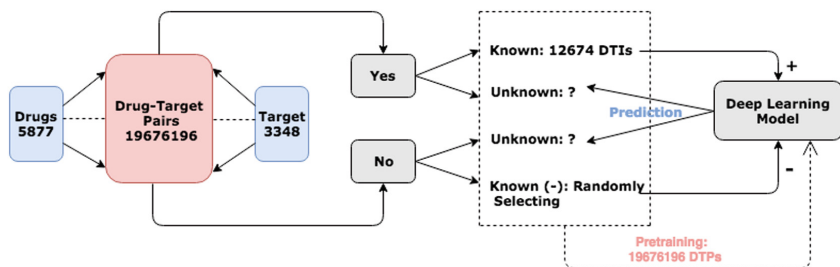 Drugs
5877
Drug-Target
Pairs
19676196
Target
3348
Yes
No
Known: 12674 DTIs
Unknown: ?
Unknown: ?
Known (-): Randomly
Selecting
Prediction
+
Deep Learning
Model
-
Pretraining:
19676196 DTPs